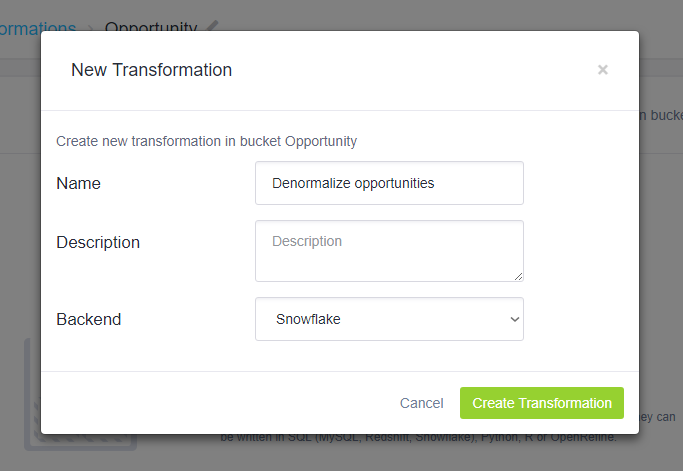 ormations > Opportunity
New Transformation ×
n bucke
Create new transformation in bucket Opportunity
Name Denormalize opportunities
Description Description
Backend Snowflake
Cancel Create Transformation
ey can
be written in SQL (MySQL, Redshift, Snowflake), Python, R or OpenRefine.